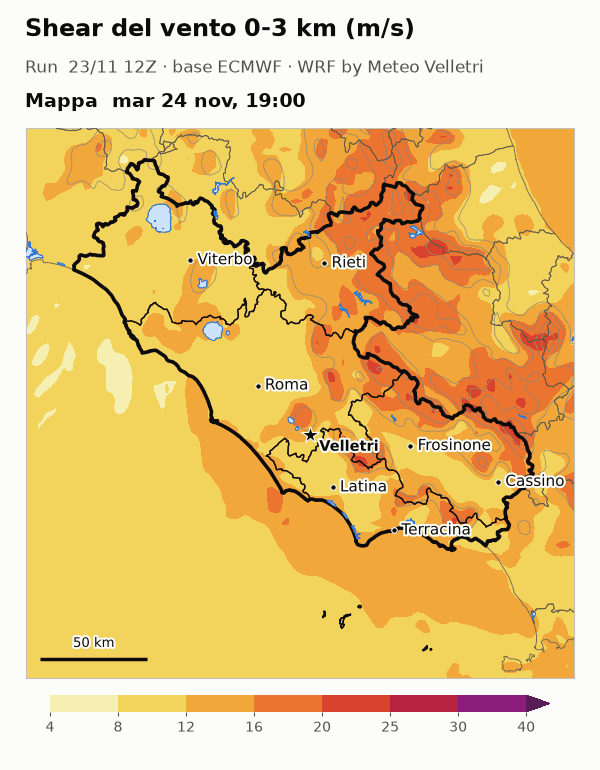 Shear del vento 0-3 km (m/s)
Run  23/11 12Z · base ECMWF · WRF by Meteo Velletri
Mappa  mar 24 nov, 19:00
Viterbo
Rieti
Roma
Velletri
Frosinone
Cassino
Latina
Terracina
50 km
4 8 12 16 20 25 30 40